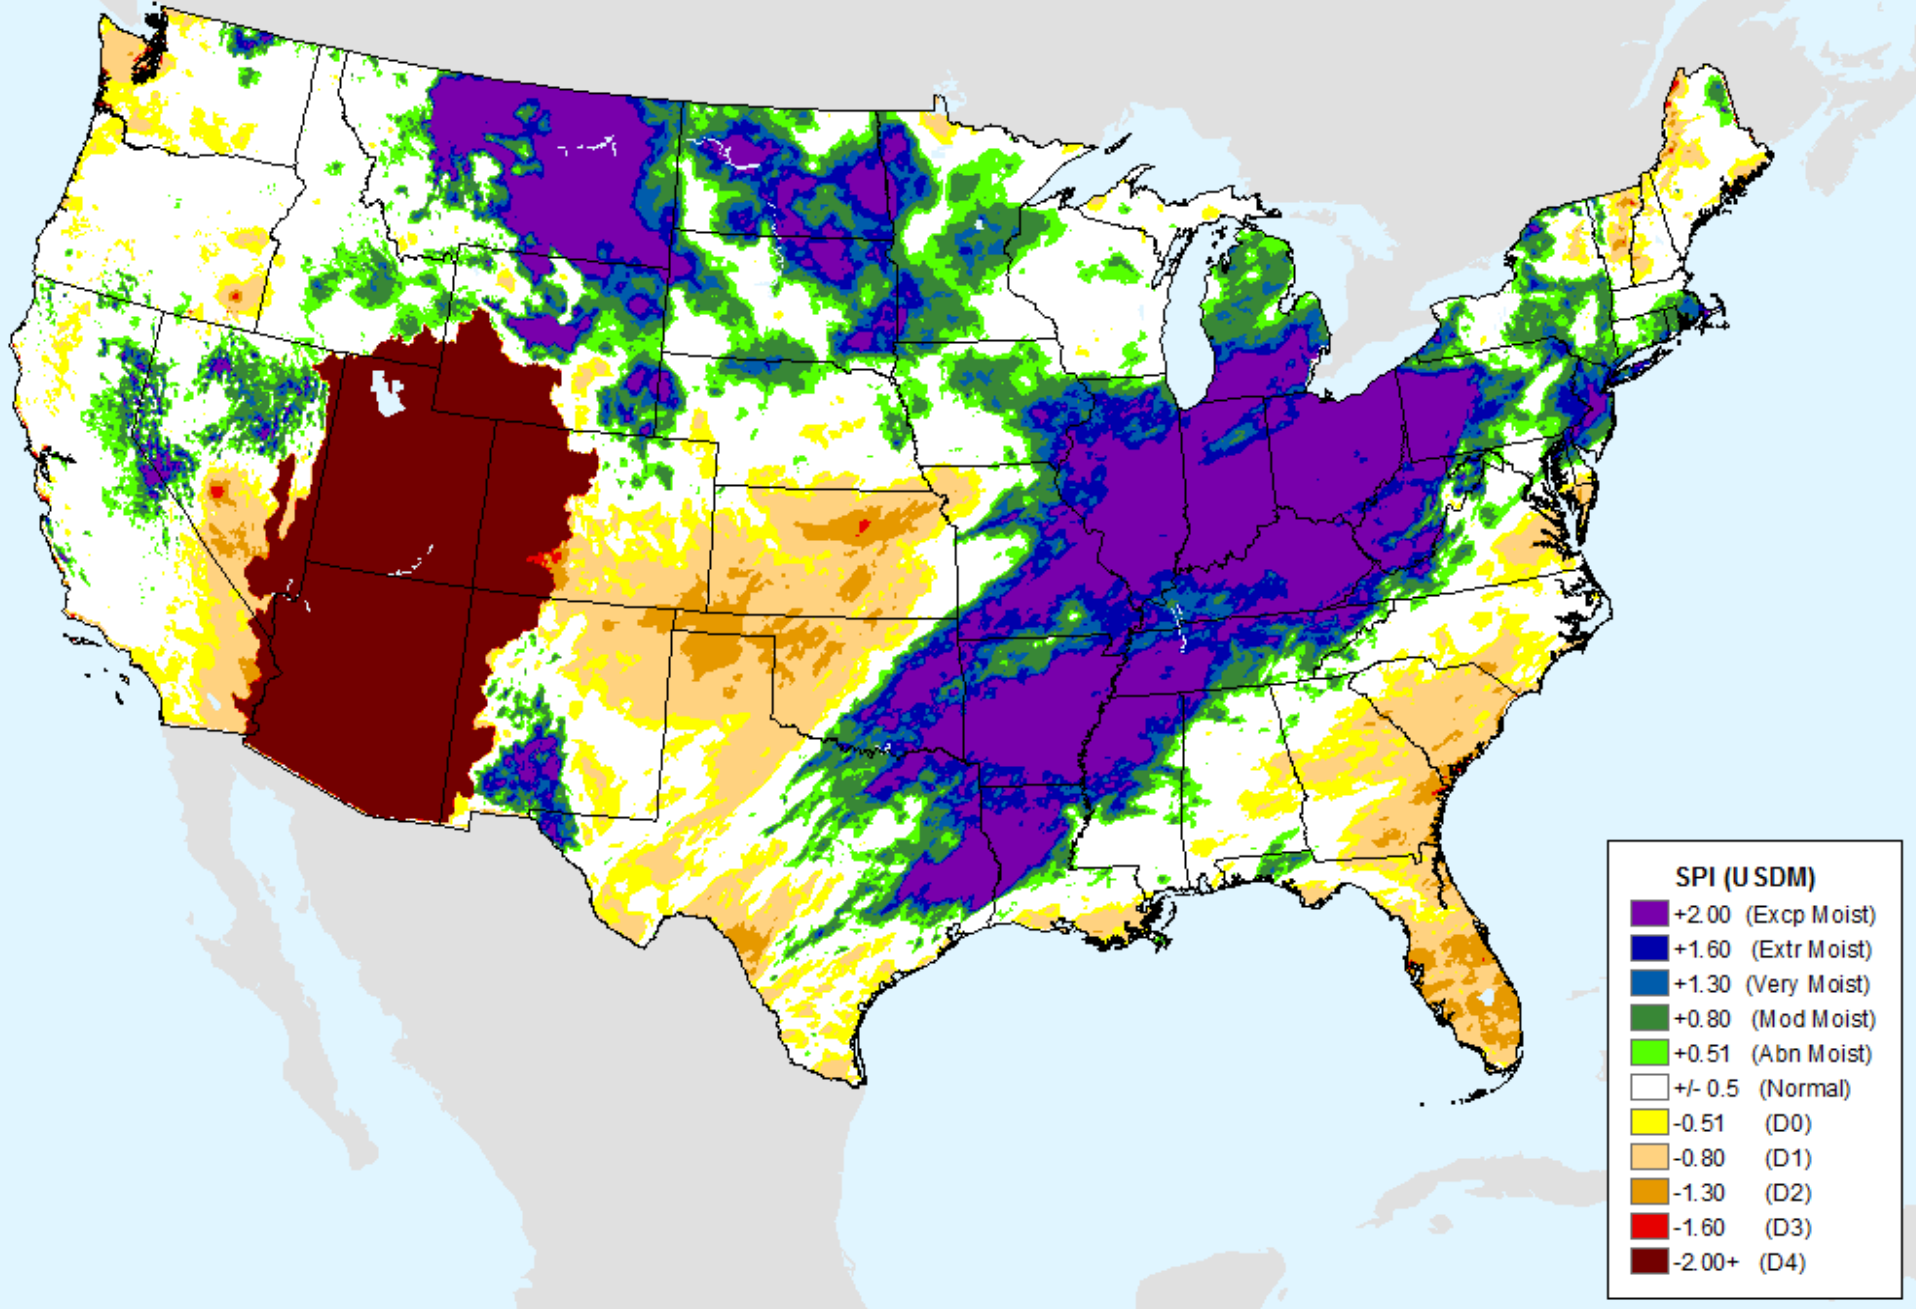 SPI (USDM)
+2.00 (Excp Moist)
+1.60 (Extr Moist)
+1.30 (Very Moist)
+0.80 (Mod Moist)
+0.51 (Abn Moist)
+/- 0.5 (Normal)
-0.51 (D0)
-0.80 (D1)
-1.30 (D2)
-1.60 (D3)
-2.00+ (D4)